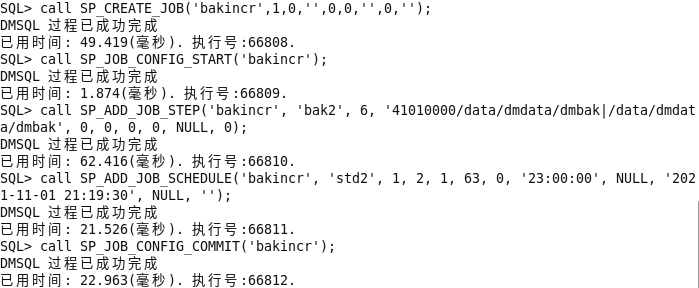 SQL> call SP_CREATE_JOB('bakincr',1,0,'',0,0,'',0,'');
DMSQL 过程已成功完成
已用时间: 49.419(毫秒). 执行号:66808.
SQL> call SP_JOB_CONFIG_START('bakincr');
DMSQL 过程已成功完成
已用时间: 1.874(毫秒). 执行号:66809.
SQL> call SP_ADD_JOB_STEP('bakincr', 'bak2', 6, '41010000/data/dmdata/dmbak|/data/dmdat
a/dmbak', 0, 0, 0, 0, NULL, 0);
DMSQL 过程已成功完成
已用时间: 62.416(毫秒). 执行号:66810.
SQL> call SP_ADD_JOB_SCHEDULE('bakincr', 'std2', 1, 2, 1, 63, 0, '23:00:00', NULL, '202
1-11-01 21:19:30', NULL, '');
DMSQL 过程已成功完成
已用时间: 21.526(毫秒). 执行号:66811.
SQL> call SP_JOB_CONFIG_COMMIT('bakincr');
DMSQL 过程已成功完成
已用时间: 22.963(毫秒). 执行号:66812.